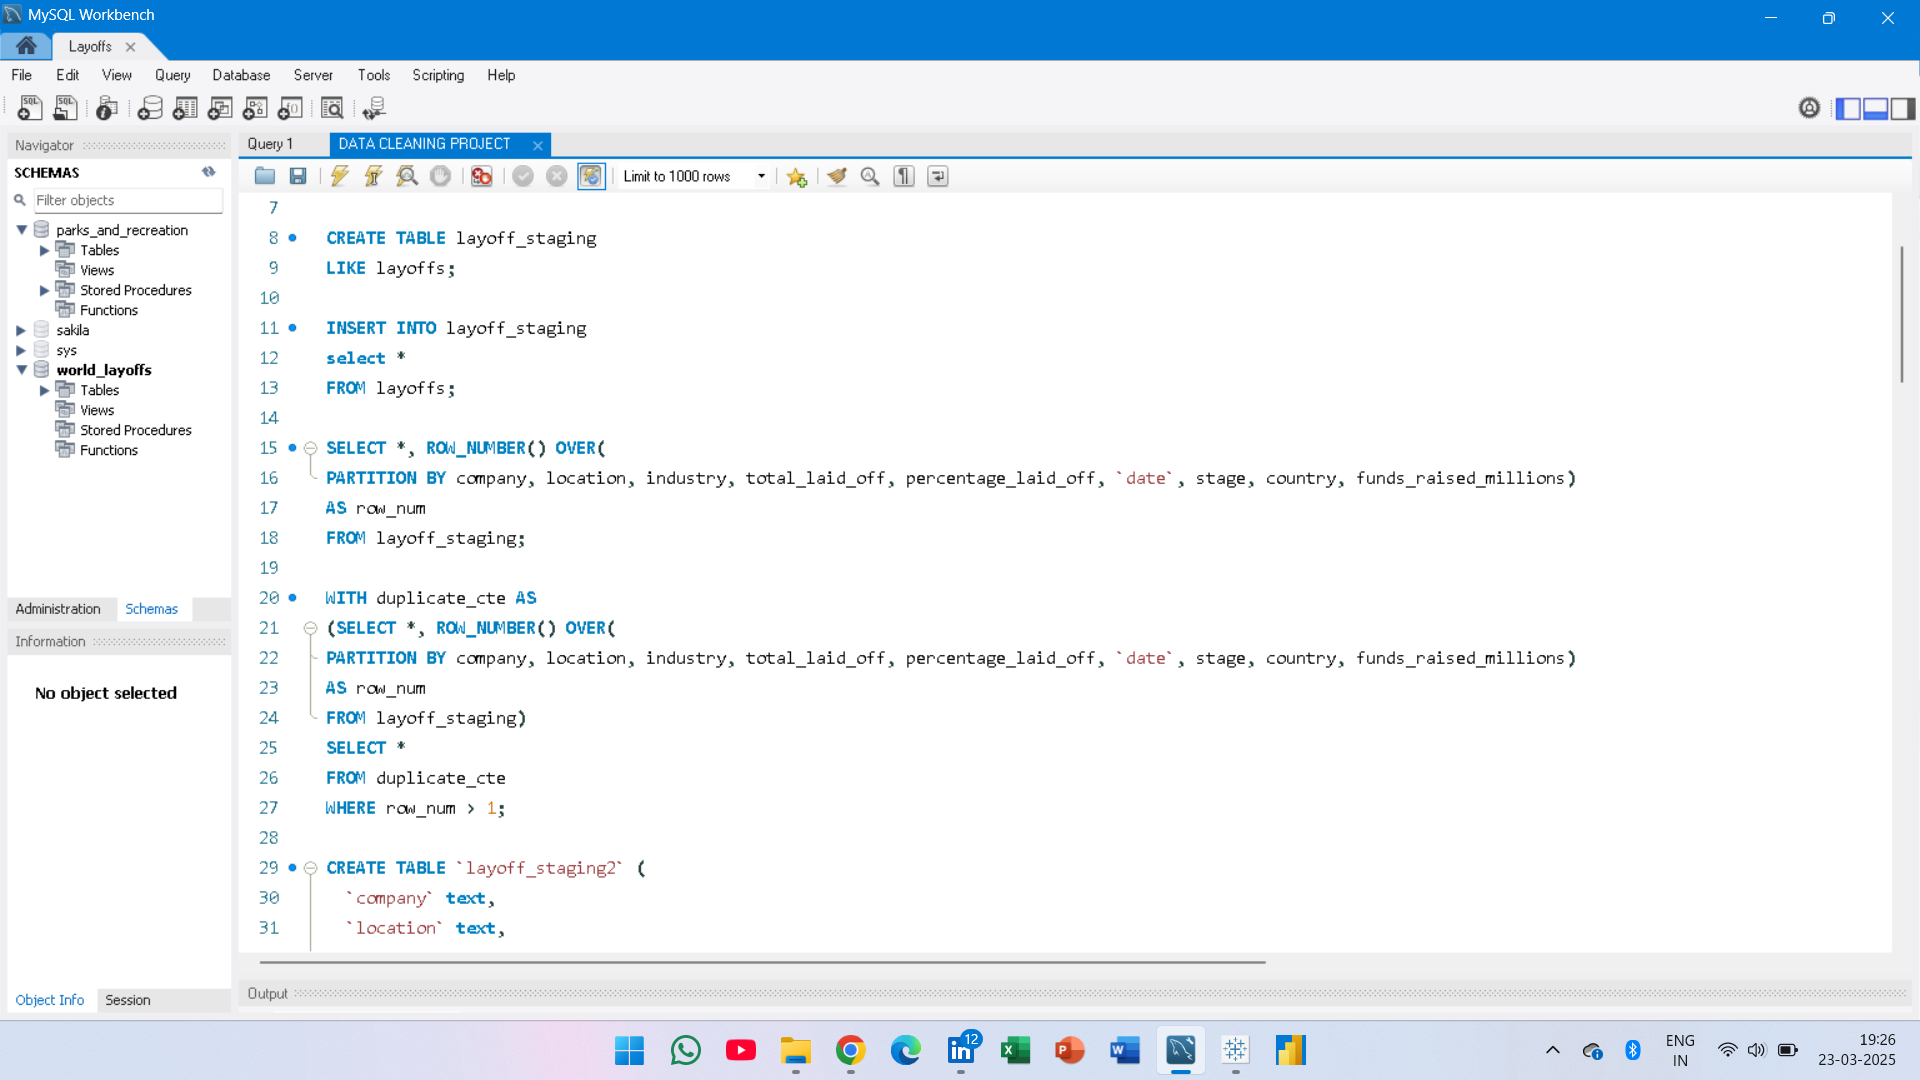 MySQL Workbench
Layoffs
File Edit View Query Database Server Tools Scripting Help
Navigator
SCHEMAS
Filter objects
parks_and_recreation
Tables
Views
Stored Procedures
Functions
sakila
sys
world_layoffs
Tables
Views
Stored Procedures
Functions
Administration Schemas
Information
No object selected
Object Info Session
Query 1 DATA CLEANING PROJECT
Limit to 1000 rows
7
8 CREATE TABLE layoff_staging
9 LIKE layoffs;
10
11 INSERT INTO layoff_staging
12 select *
13 FROM layoffs;
14
15 SELECT *, ROW_NUMBER() OVER(
16 PARTITION BY company, location, industry, total_laid_off, percentage_laid_off, `date`, stage, country, funds_raised_millions)
17 AS row_num
18 FROM layoff_staging;
19
20 WITH duplicate_cte AS
21 (SELECT *, ROW_NUMBER() OVER(
22 PARTITION BY company, location, industry, total_laid_off, percentage_laid_off, `date`, stage, country, funds_raised_millions)
23 AS row_num
24 FROM layoff_staging)
25 SELECT *
26 FROM duplicate_cte
27 WHERE row_num > 1;
28
29 CREATE TABLE `layoff_staging2` (
30 `company` text,
31 `location` text,
Output
12
ENG
IN
19:26
23-03-2025